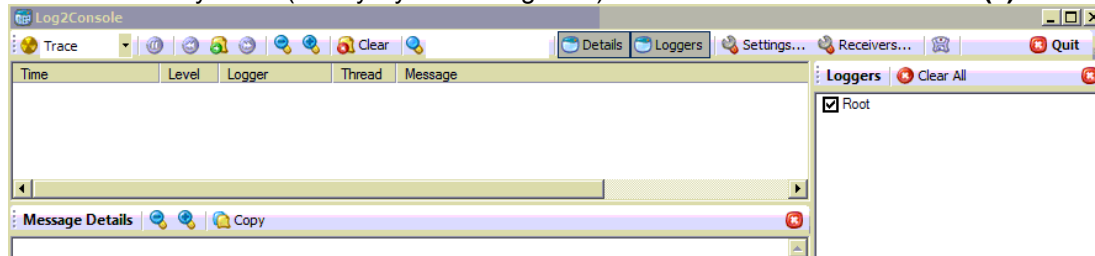 Log2Console
Trace Clear Details Loggers Settings... Receivers... Quit
Time Level Logger Thread Message
Loggers Clear All
Root
Message Details Copy